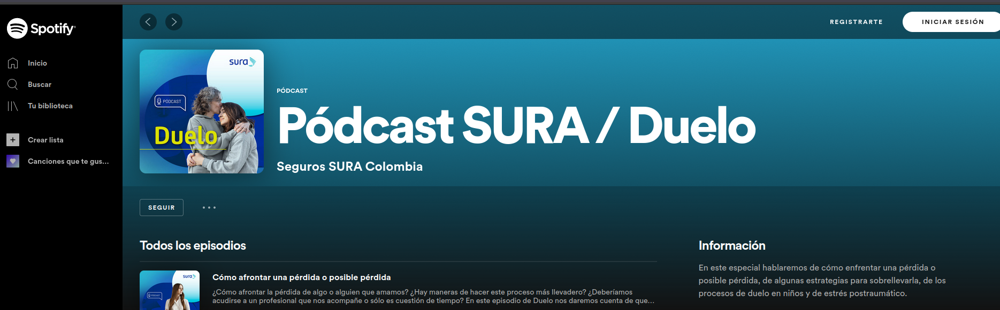 Spotify
Inicio
Buscar
Tu biblioteca
Crear lista
Canciones que te gus...
REGISTRARTE
INICIAR SESIÓN
sura
PÓDCAST
Duelo
PÓDCAST
Pódcast SURA / Duelo
Seguros SURA Colombia
SEGUIR
Todos los episodios
sura
PÓDCAST
Cómo afrontar una pérdida o posible pérdida
¿Cómo afrontar la pérdida de algo o alguien que amamos? ¿Hay maneras de hacer este proceso más llevadero? ¿Deberíamos
acudirse a un profesional que nos acompañe o sólo es cuestión de tiempo? En este episodio de Duelo nos daremos cuenta de que...
Información
En este especial hablaremos de cómo enfrentar una pérdida o
posible pérdida, de algunas estrategias para sobrellevarla, de los
procesos de duelo en niños y de estrés postraumático.